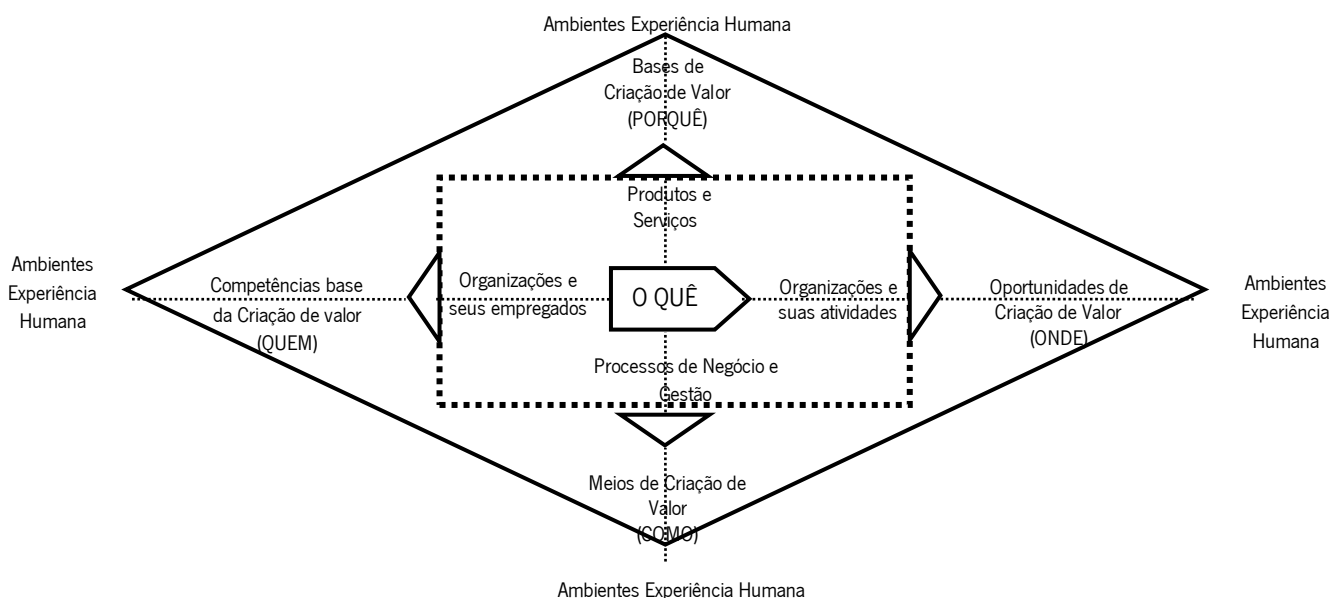 Ambientes Experiência Humana
Bases de
Criação de Valor
(PORQUÊ)
Produtos e
Serviços
Ambientes
Experiência
Humana
Competências base
da Criação de valor
(QUEM)
Organizações e
seus empregados
O QUÊ
Organizações e
suas atividades
Oportunidades de
Criação de Valor
(ONDE)
Ambientes
Experiência
Humana
Processos de Negócio e
Gestão
Meios de Criação de
Valor
(COMO)
Ambientes Experiência Humana